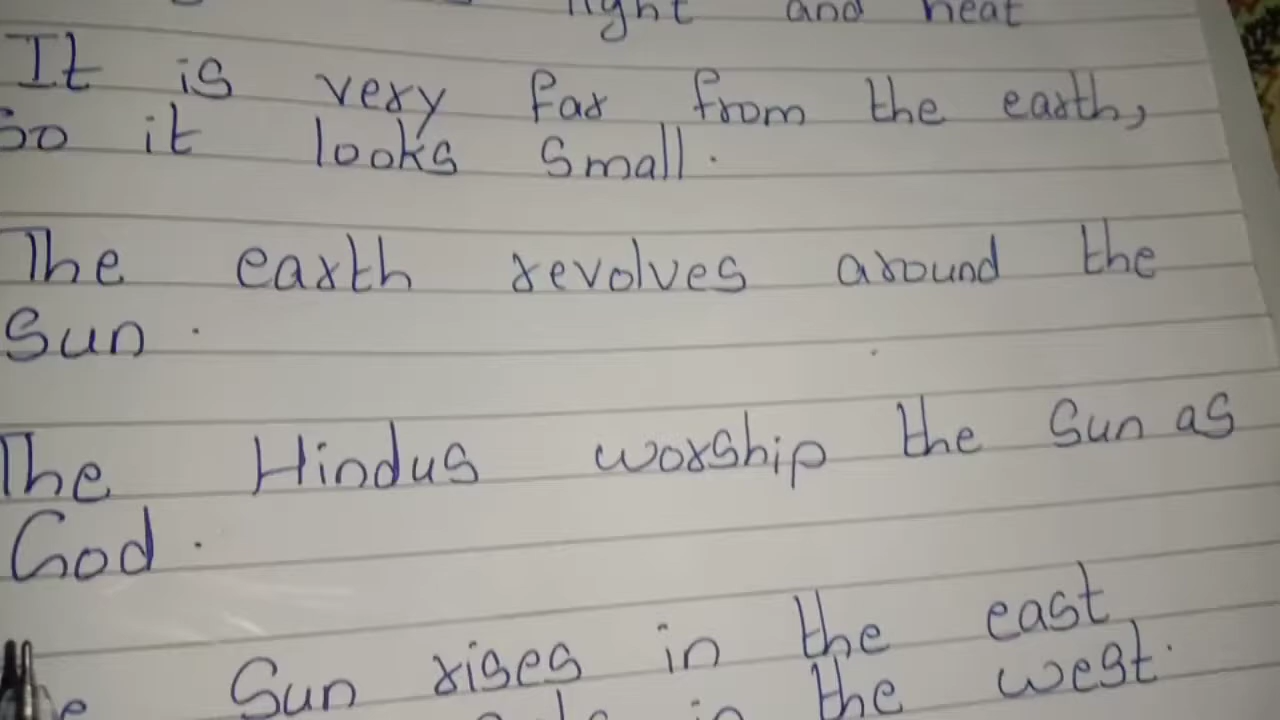 light and heat
It is very far from the earth,
So it looks Small.
The earth revolves around the
Sun.
The Hindus worship the Sun as
God.
Sun rises in the east
in the west.